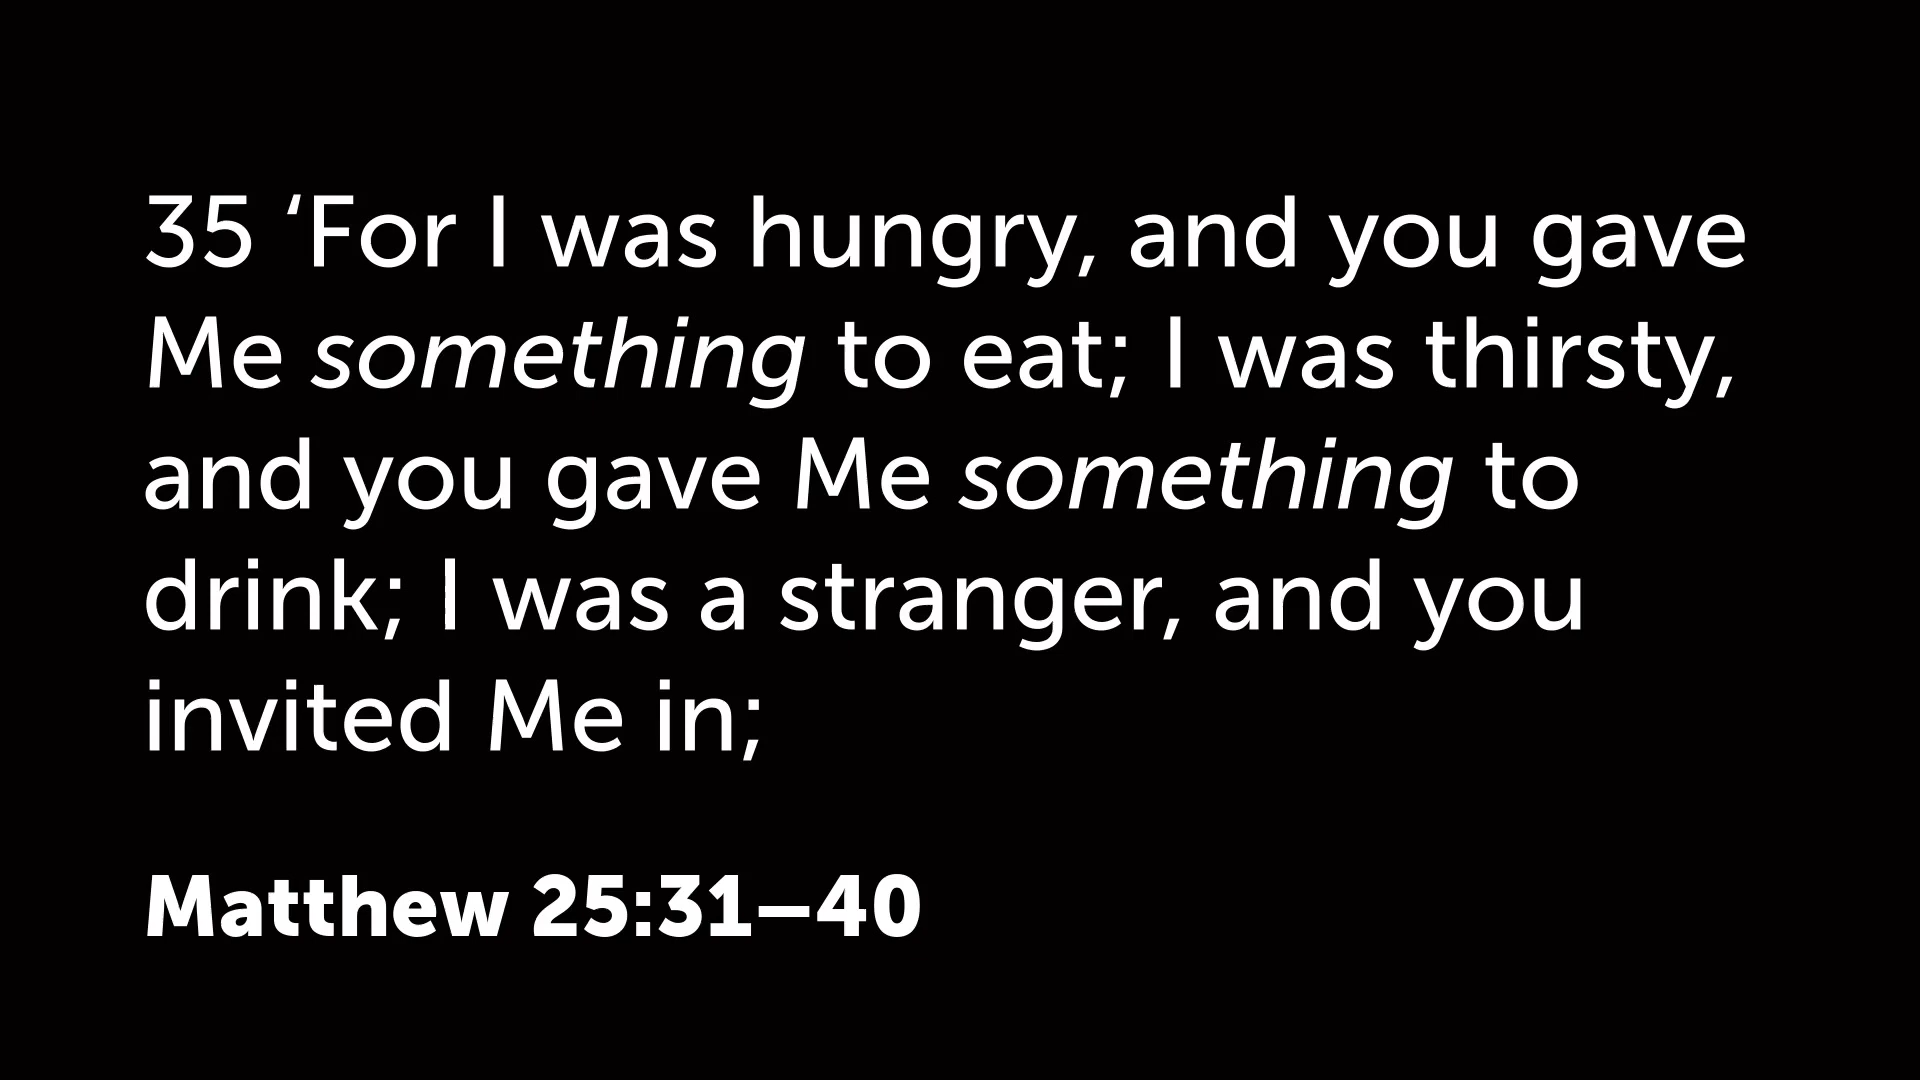 35 ‘For I was hungry, and you gave
Me something to eat; I was thirsty,
and you gave Me something to
drink; I was a stranger, and you
invited Me in;
Matthew 25:31–40